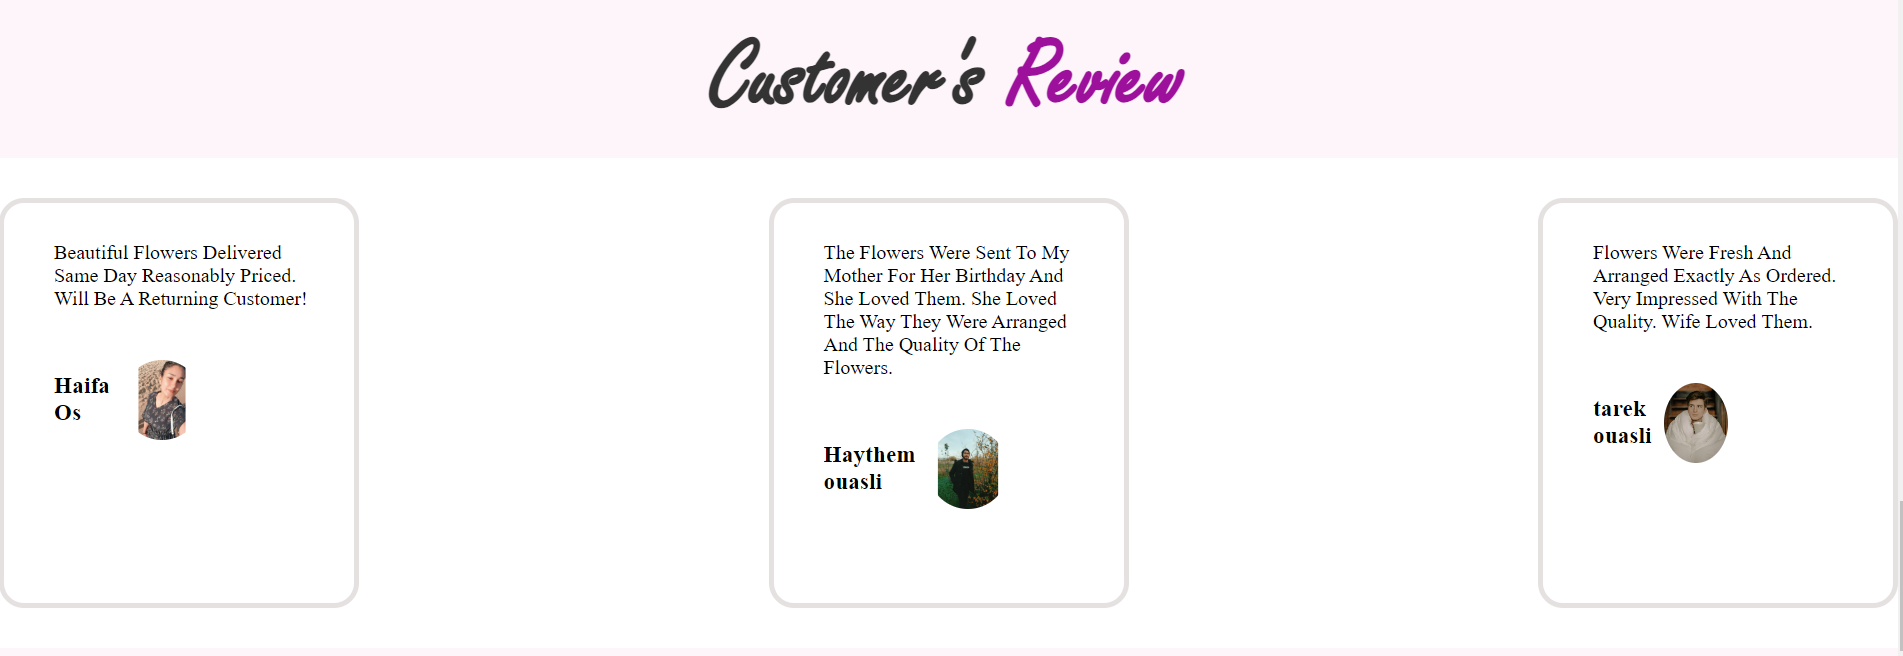 Customer's Review
Beautiful Flowers Delivered
Same Day Reasonably Priced.
Will Be A Returning Customer!
Haifa
Os
The Flowers Were Sent To My
Mother For Her Birthday And
She Loved Them. She Loved
The Way They Were Arranged
And The Quality Of The
Flowers.
Haythem
ouasli
Flowers Were Fresh And
Arranged Exactly As Ordered.
Very Impressed With The
Quality. Wife Loved Them.
tarek
ouasli